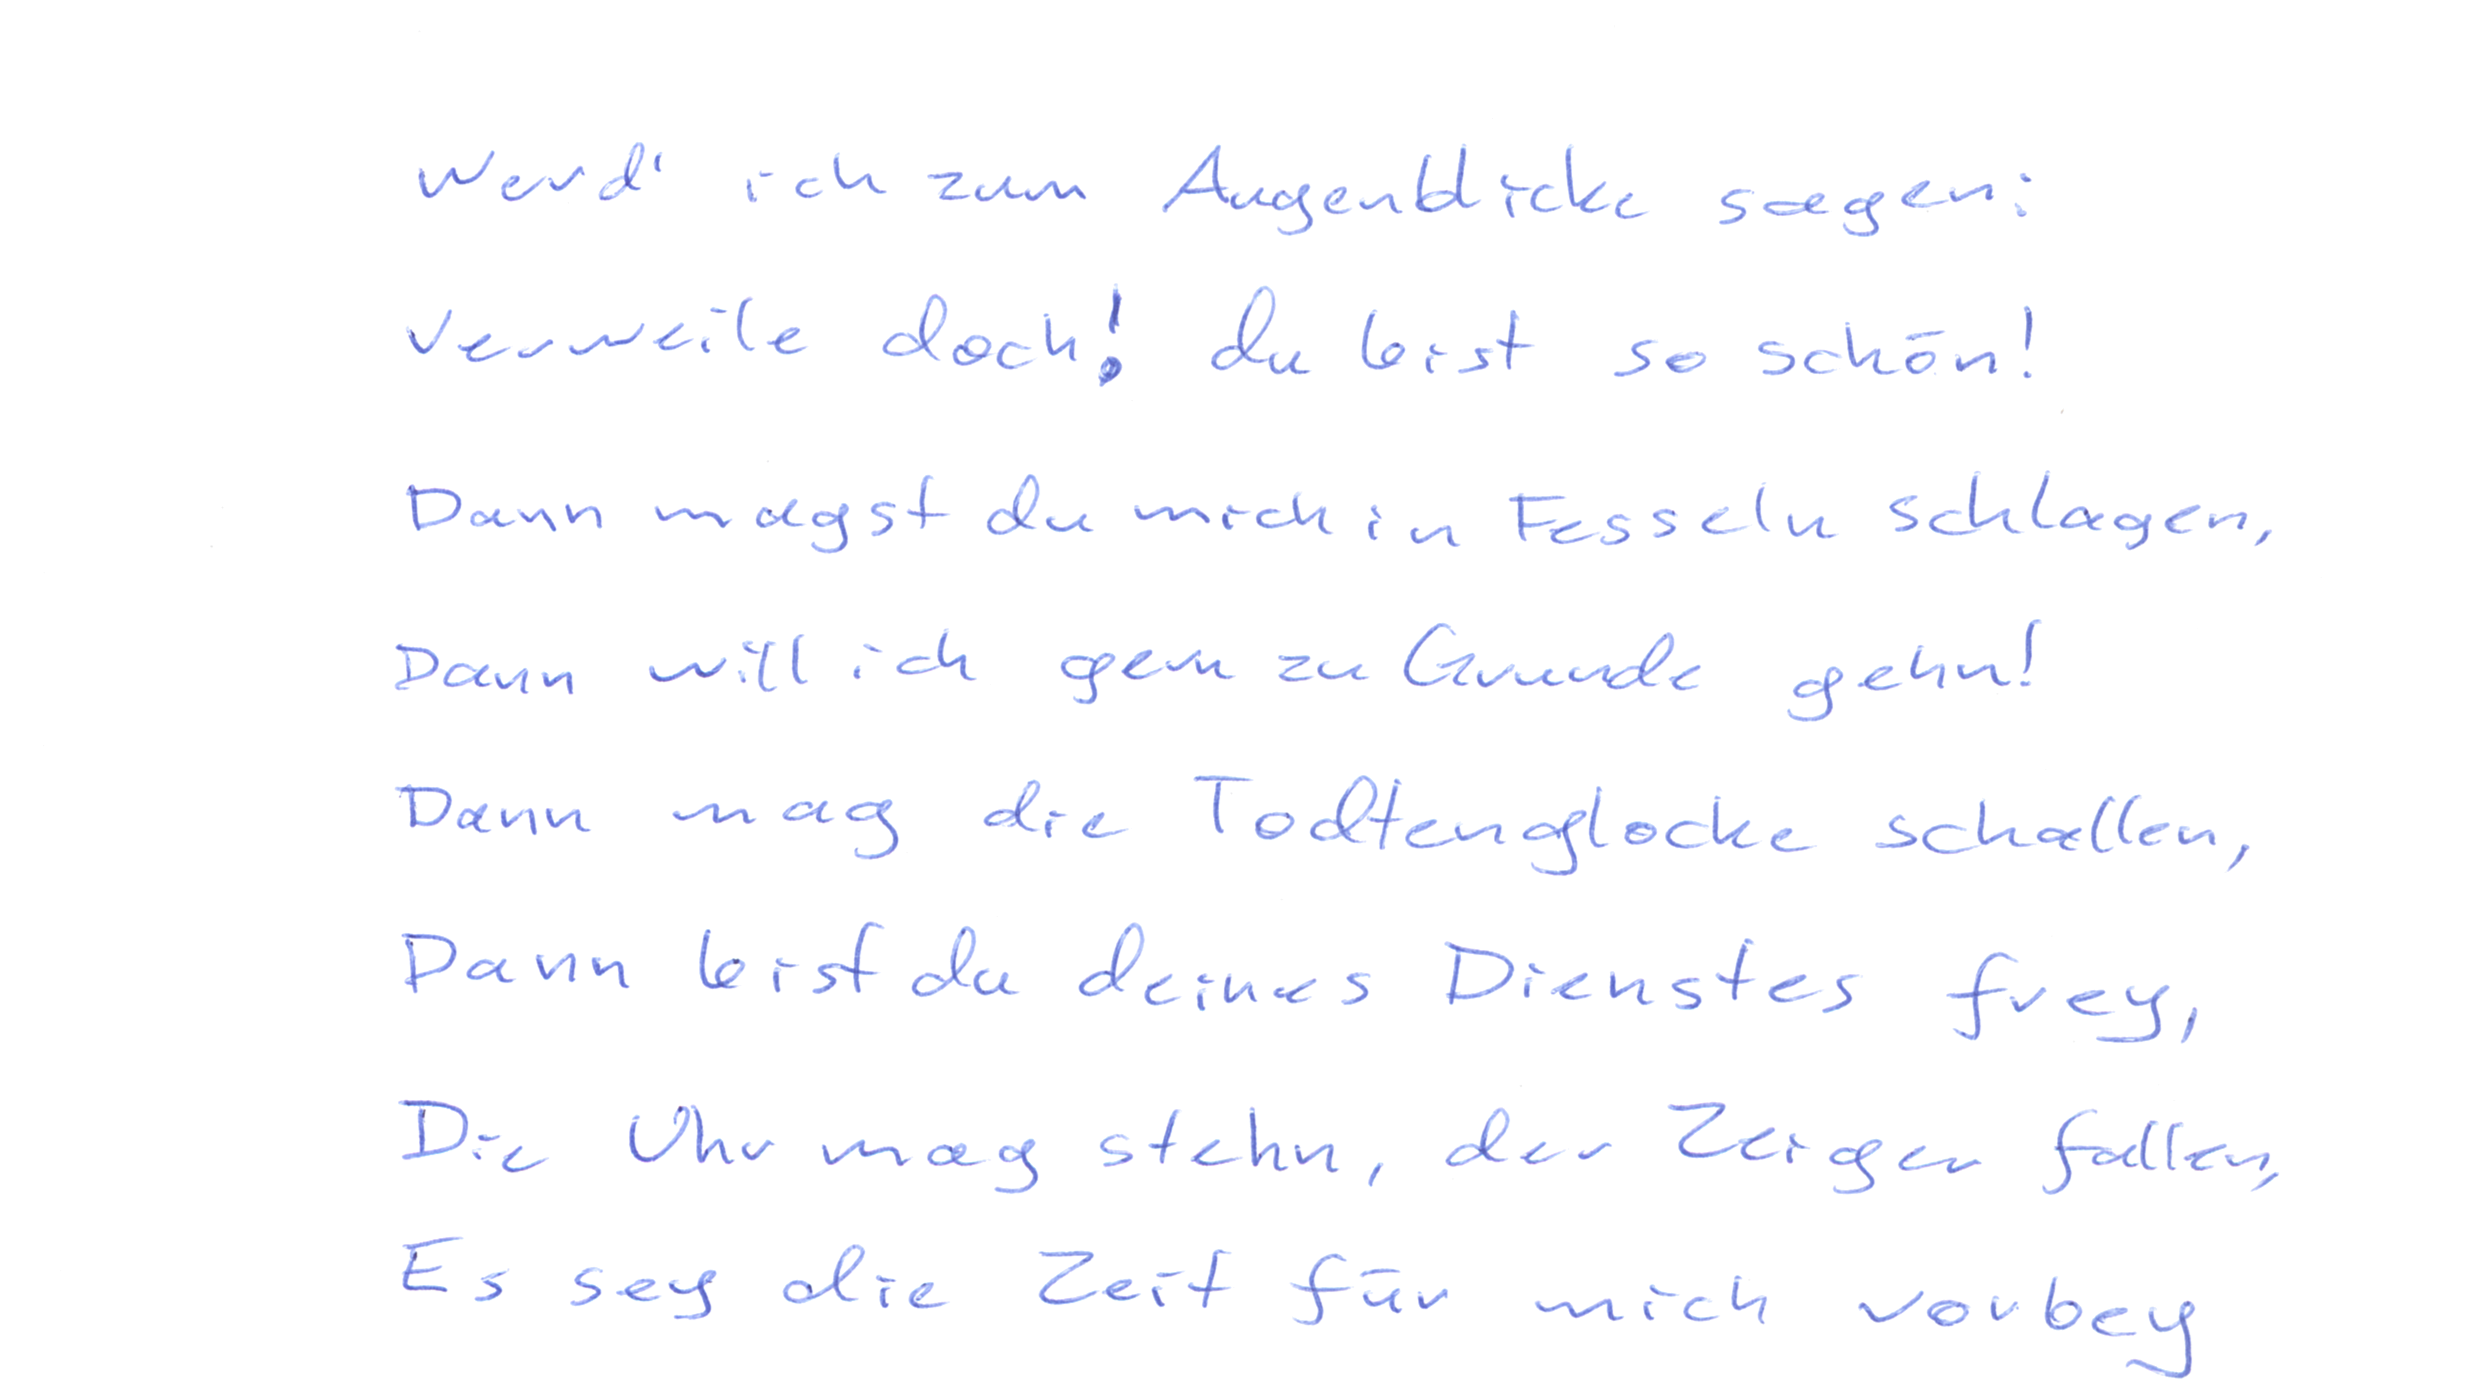 Werd' ich zum Augenblicke sagen:
Verweile doch! du bist so schön!
Dann magst du mich in Fesseln schlagen,
Dann will ich gern zu Grunde gehn!
Dann mag die Todtenglocke schallen,
Dann bist du deines Dienstes frey,
Die Uhr mag stehn, der Zeiger fallen,
Es sey die Zeit für mich vorbey